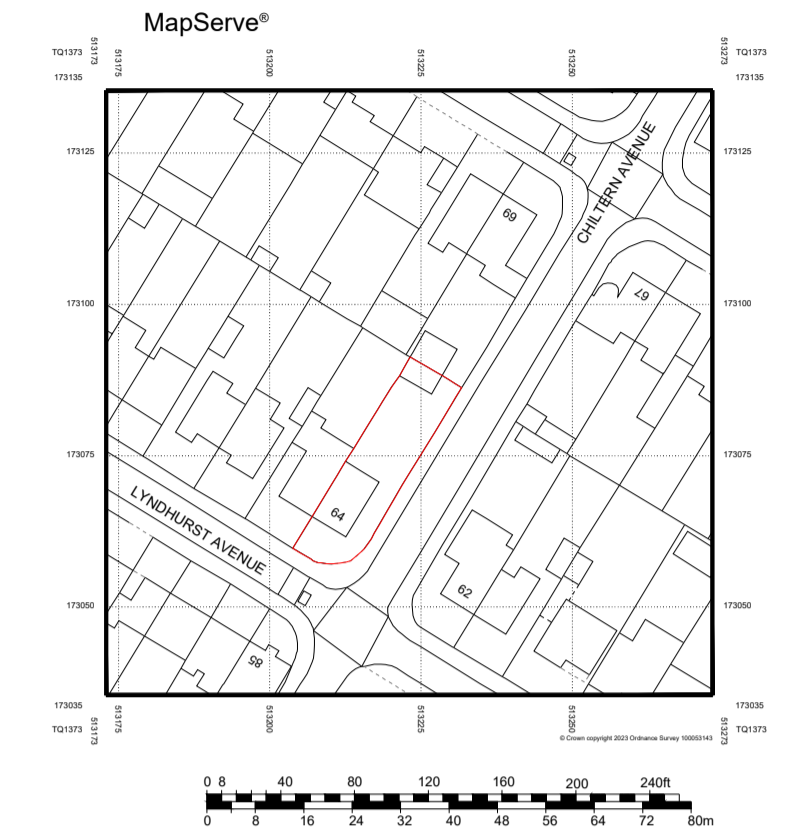 MapServe®
TQ1373
513173
513175
513200
513225
513250
513273
TQ1373
173135
173135
173125
173125
CHILTERN AVENUE
69
67
173100
173100
173075
173075
LYNDHURST AVENUE
64
62
173050
173050
85
173035
173035
TQ1373
513173
513175
513200
513225
513250
513273
TQ1373
© Crown copyright 2023 Ordnance Survey 100053143
0 8 40 80 120 160 200 240ft
0 8 16 24 32 40 48 56 64 72 80m